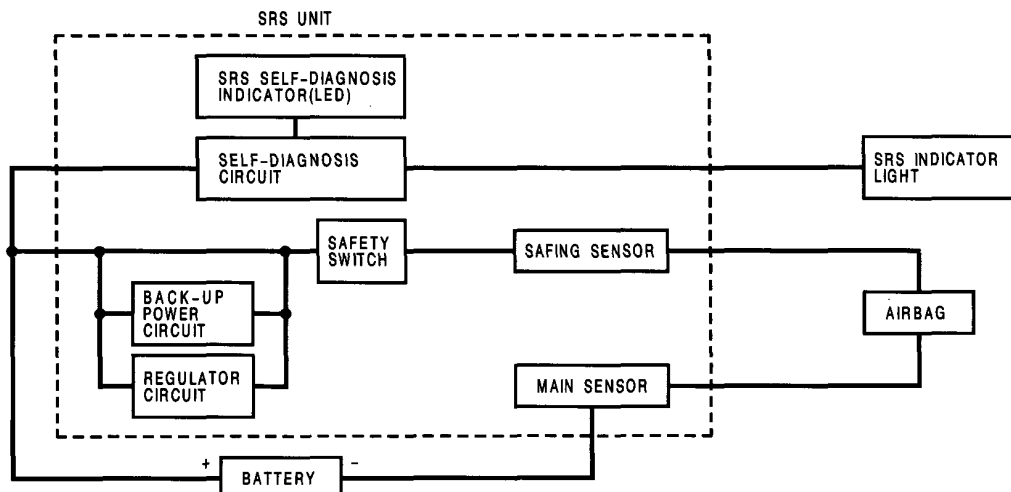 SRS UNIT
SRS SELF-DIAGNOSIS
INDICATOR(LED)
SELF-DIAGNOSIS
CIRCUIT
SRS INDICATOR
LIGHT
SAFETY
SWITCH
SAFING SENSOR
BACK-UP
POWER
CIRCUIT
AIRBAG
REGULATOR
CIRCUIT
MAIN SENSOR
+
BATTERY
-